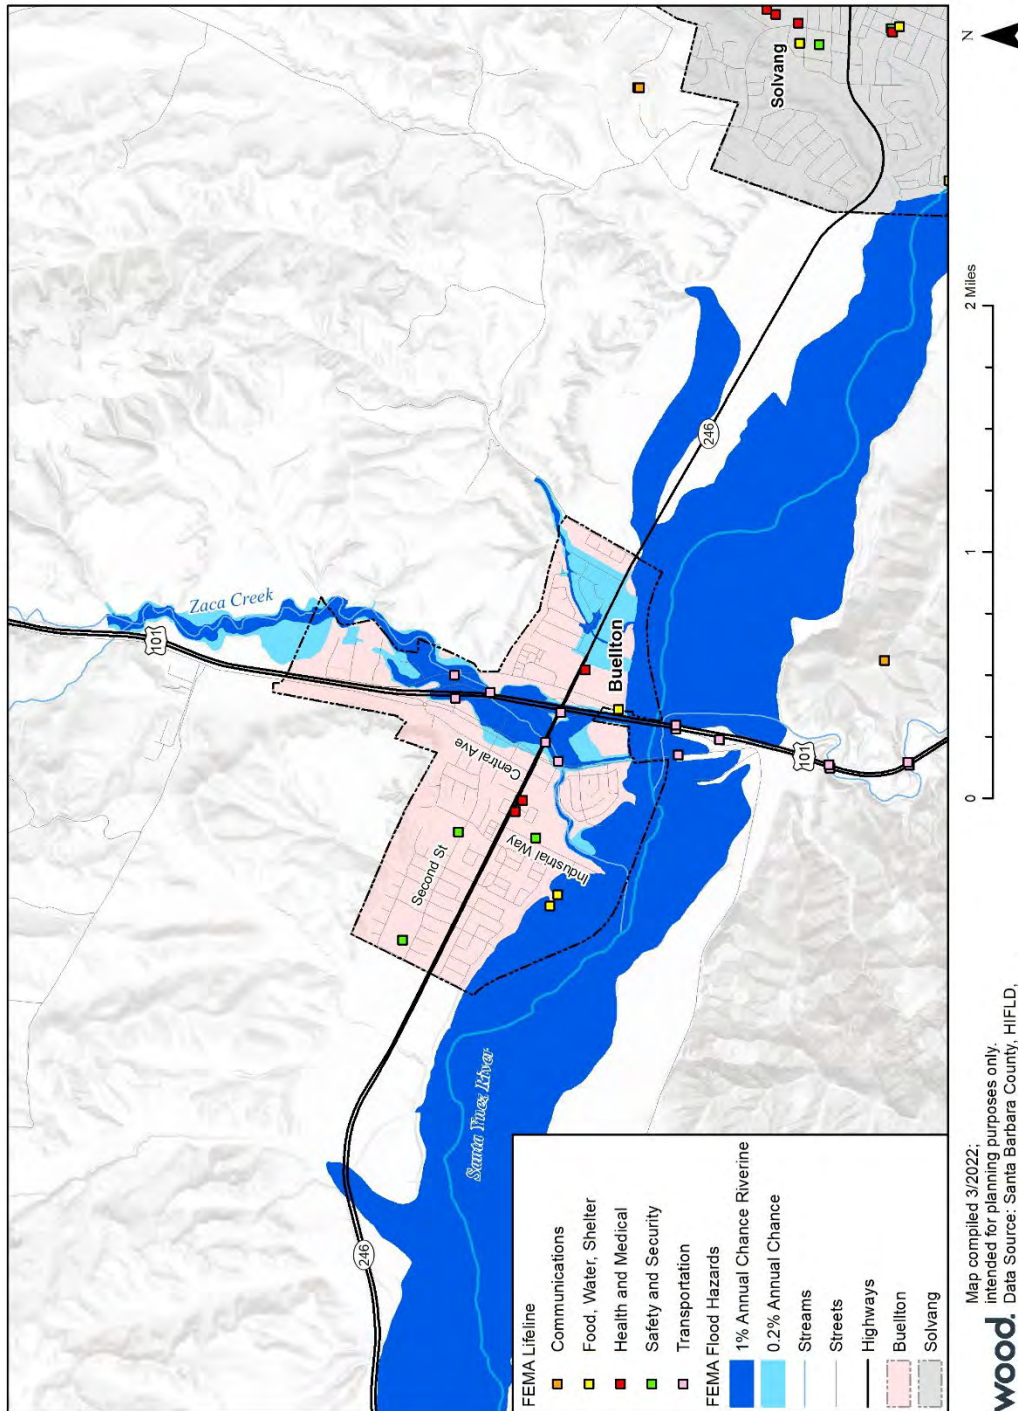 101
Zaca Creek
Solvang
246
Buellton
Central Ave
Second St
Industrial Way
101
Santa Ynez River
246
FEMA Lifeline
Communications
Food, Water, Shelter
Health and Medical
Safety and Security
Transportation
FEMA Flood Hazards
1% Annual Chance Riverine
0.2% Annual Chance
Streams
Streets
Highways
Buellton
Solvang
wood.
Map compiled 3/2022;
intended for planning purposes only.
Data Source: Santa Barbara County, HIFLD,
0 1 2 Miles
N